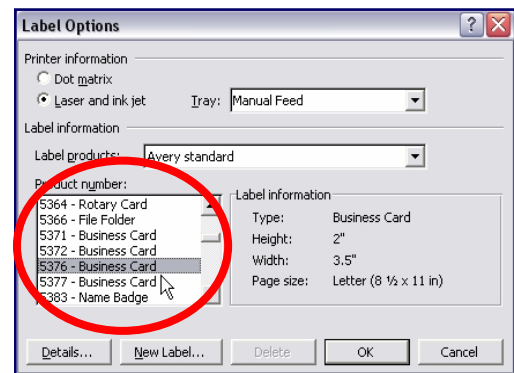 Label Options
Printer information
Dot matrix
Laser and ink jet Tray: Manual Feed
Label information
Label products: Avery standard
Product number:
5364 - Rotary Card
5366 - File Folder
5371 - Business Card
5372 - Business Card
5376 - Business Card
5377 - Business Card
5383 - Name Badge
Label information
Type: Business Card
Height: 2"
Width: 3.5"
Page size: Letter (8 ½ x 11 in)
Details... New Label... Delete OK Cancel